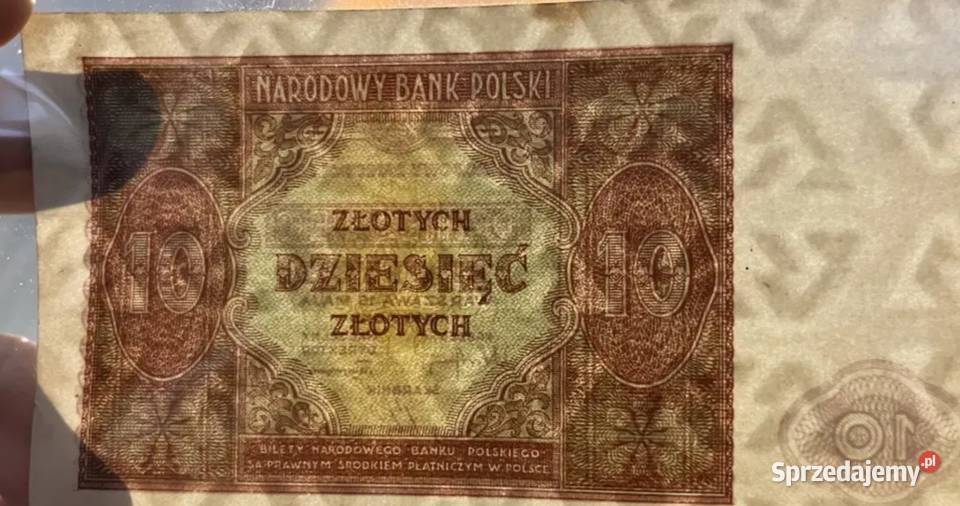 NARODOWY BANK POLSKI
ZŁOTYCH
DZIESIĘĆ
10
10
ZŁOTYCH
BILETY NARODOWEGO BANKU POLSKIEGO
SĄ PRAWNYM ŚRODKIEM PŁATNICZYM W POLSCE
10
Sprzedajemy.pl